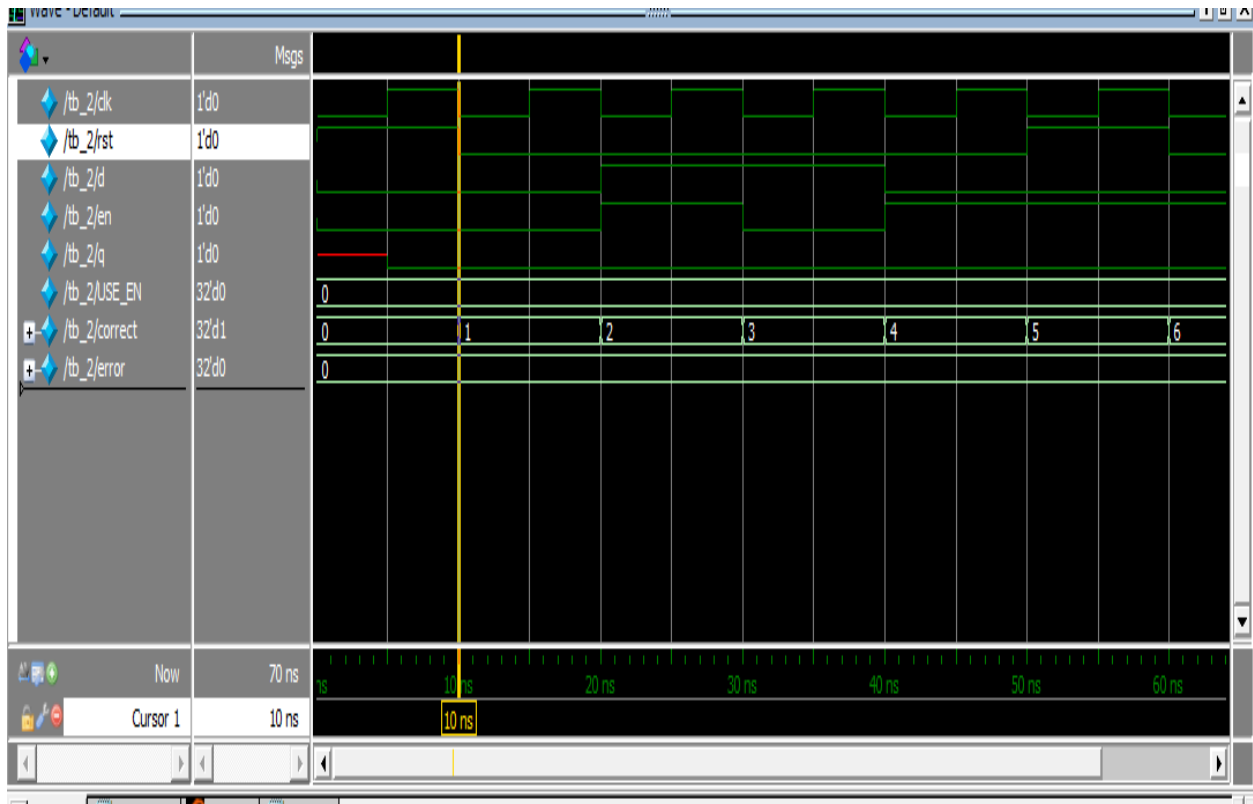 Wave - Default
Msgs
/tb_2/clk 1'd0
/tb_2/rst 1'd0
/tb_2/d 1'd0
/tb_2/en 1'd0
/tb_2/q 1'd0
/tb_2/USE_EN 32'd0 0
/tb_2/correct 32'd1 0 1 2 3 4 5 6
/tb_2/error 32'd0 0
Now 70 ns ns 10 ns 20 ns 30 ns 40 ns 50 ns 60 ns
Cursor 1 10 ns 10 ns